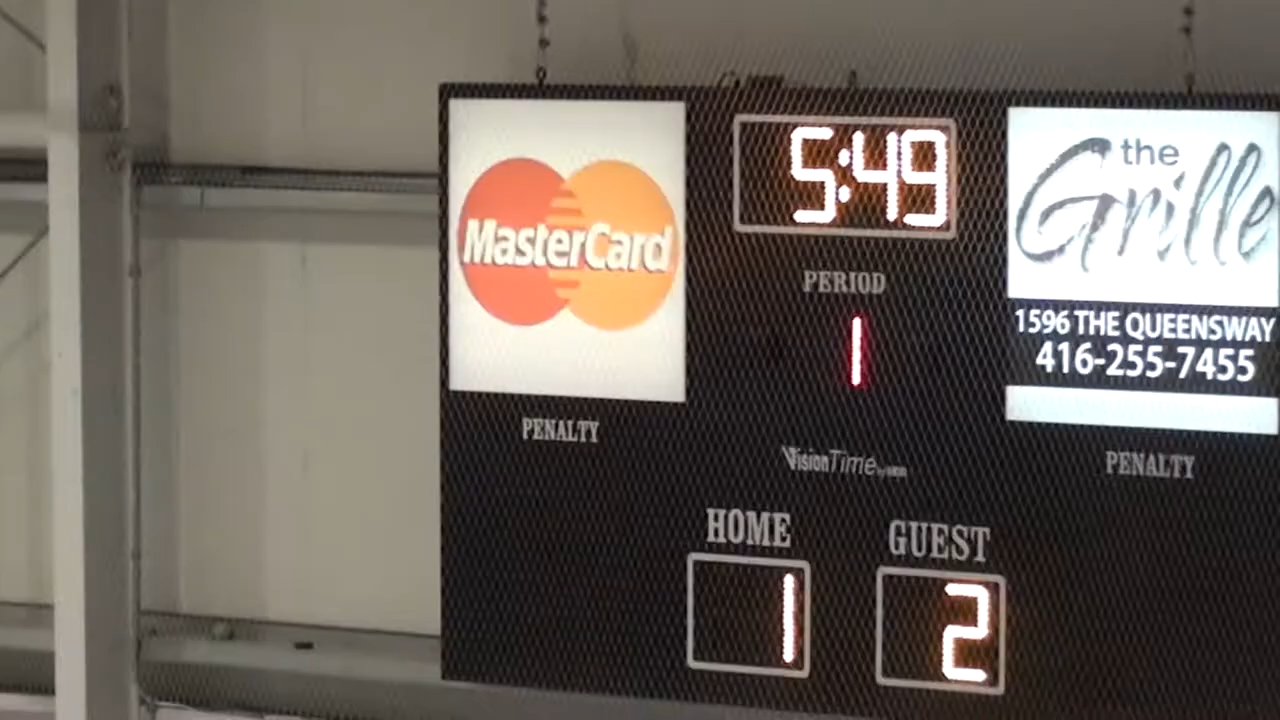 MasterCard
5:49
the
Grille
1596 THE QUEENSWAY
416-255-7455
PERIOD
1
PENALTY
PENALTY
VisionTime
HOME
GUEST
1
2